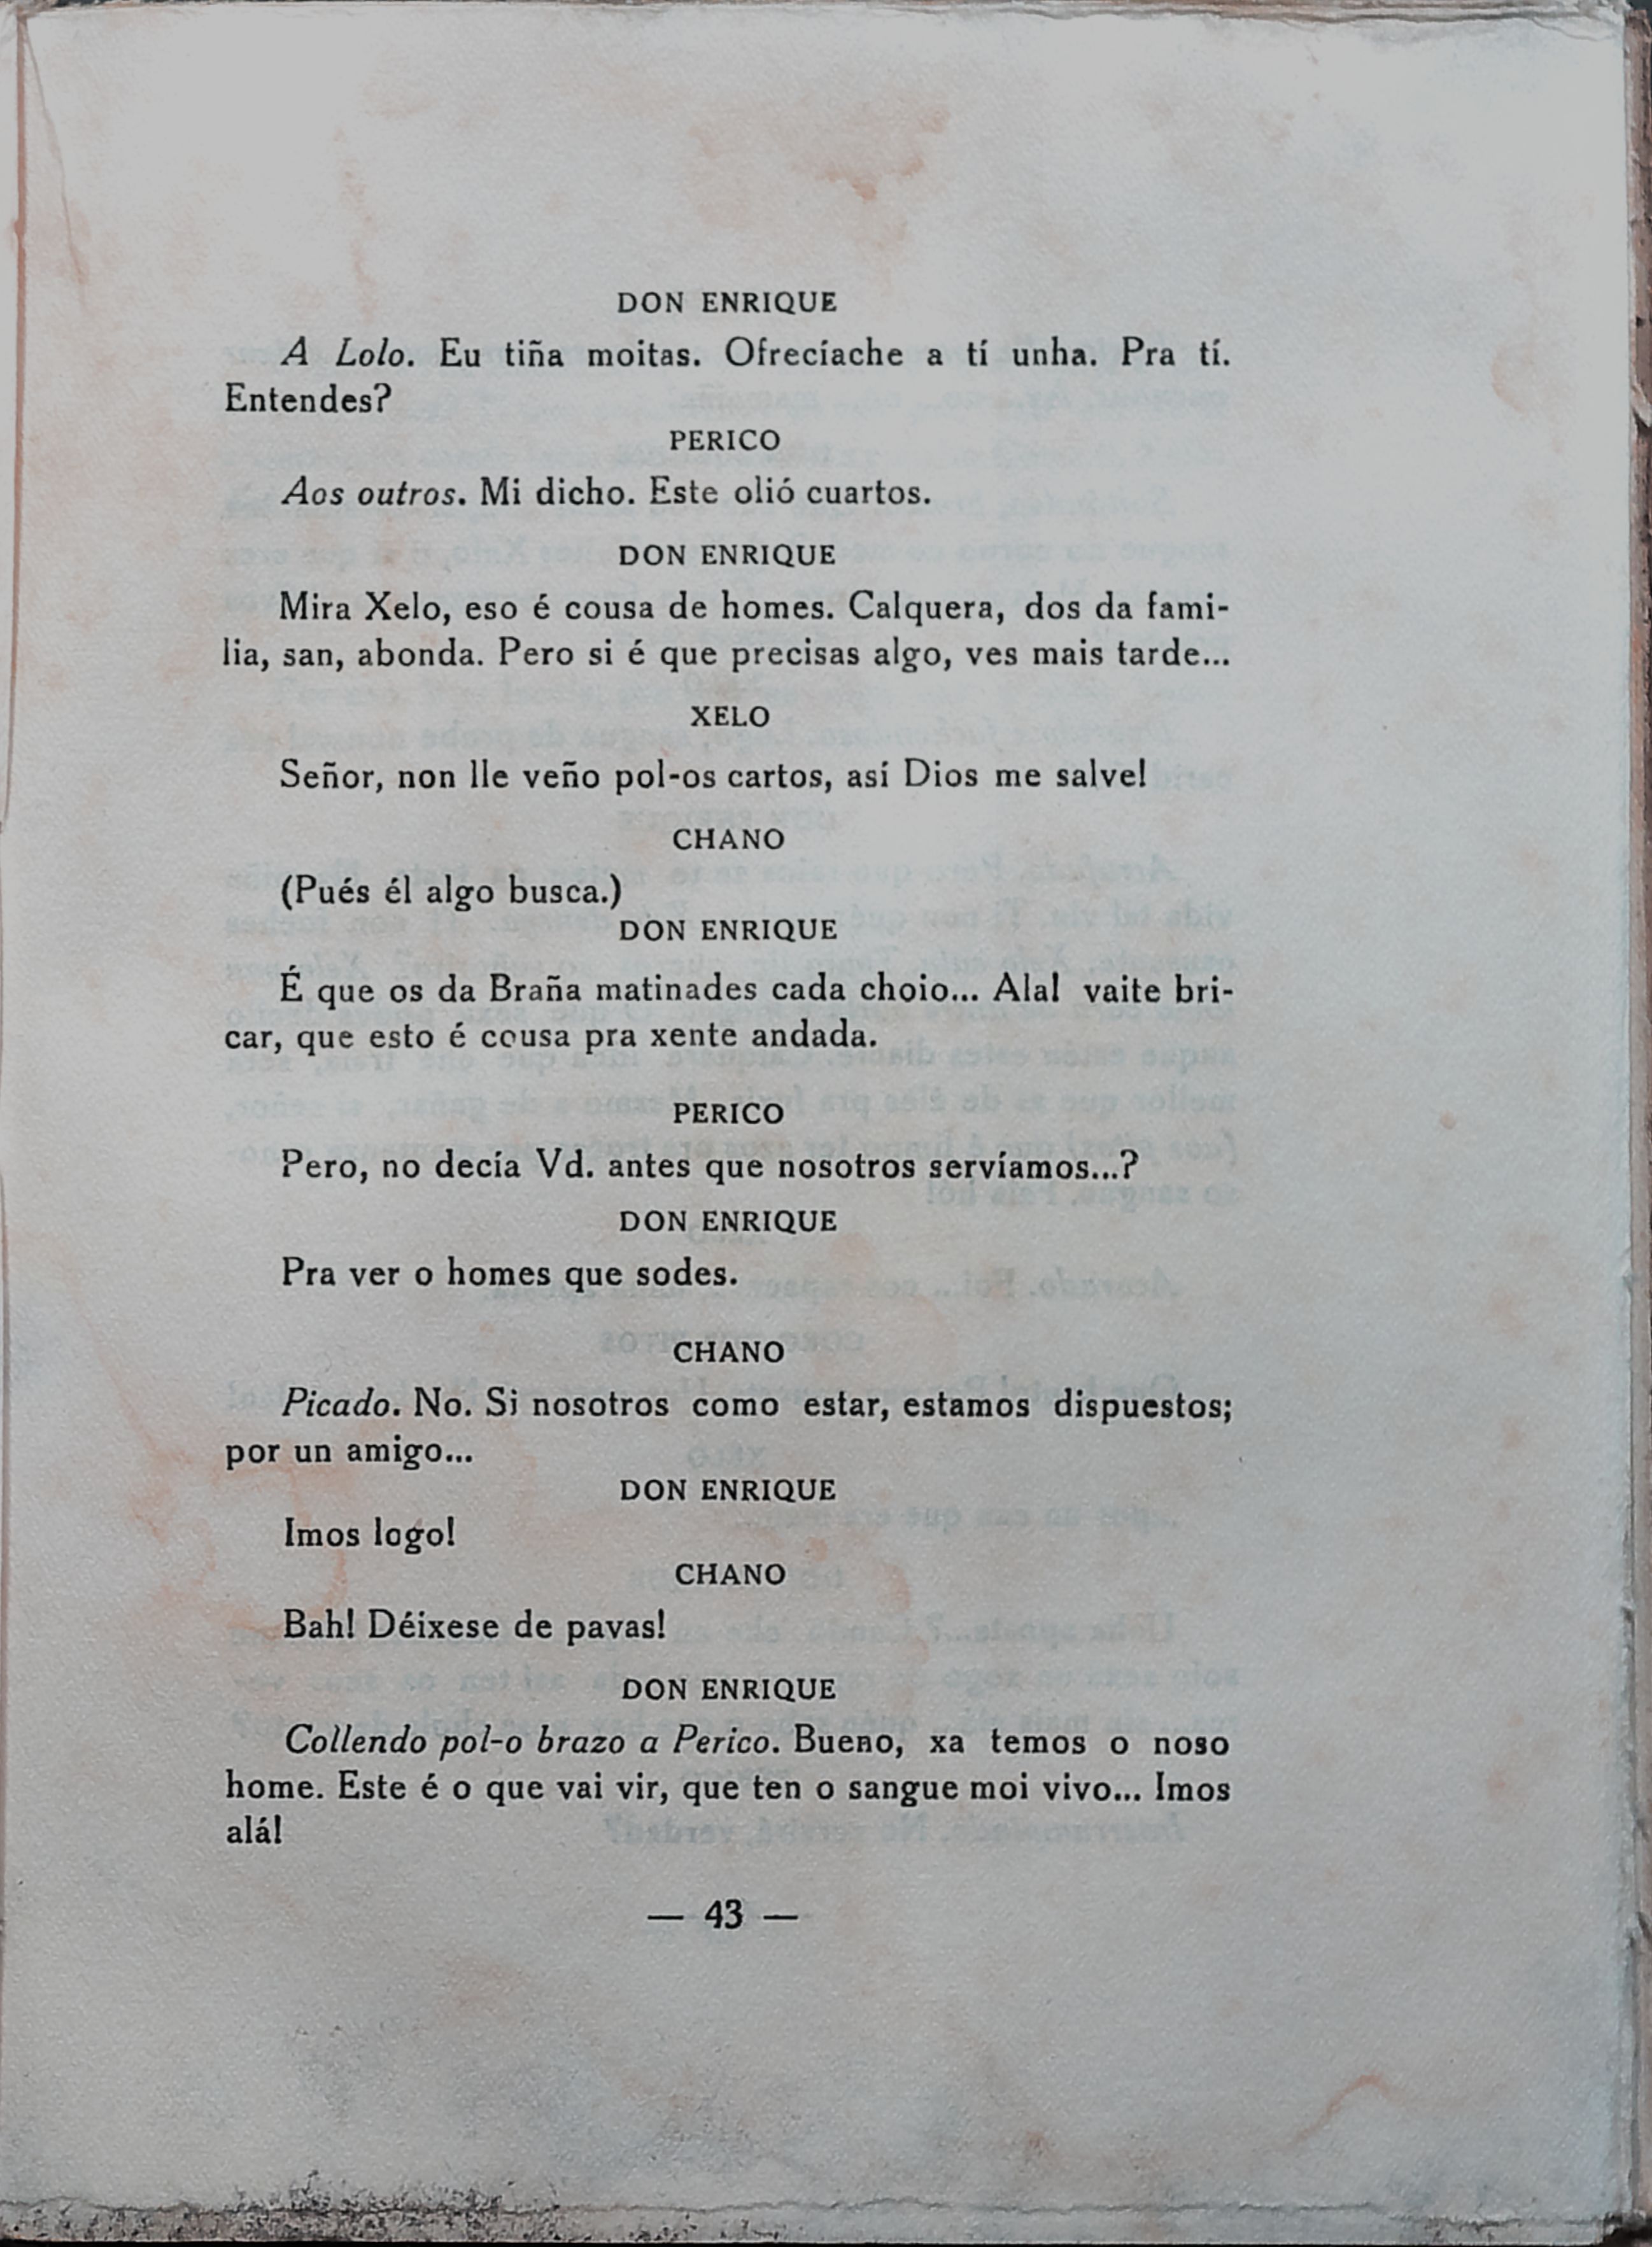 DON ENRIQUE
A Lolo. Eu tiña moitas. Ofrecíache a tí unha. Pra tí.
Entendes?
PERICO
Aos outros. Mi dicho. Este olió cuartos.
DON ENRIQUE
Mira Xelo, eso é cousa de homes. Calquera, dos da fami-
lia, san, abonda. Pero si é que precisas algo, ves mais tarde...
XELO
Señor, non lle veño pol-os cartos, así Dios me salve!
CHANO
(Pués él algo busca.)
DON ENRIQUE
É que os da Braña matinades cada choio... Ala! vaite bri-
car, que esto é cousa pra xente andada.
PERICO
Pero, no decía Vd. antes que nosotros servíamos...?
DON ENRIQUE
Pra ver o homes que sodes.
CHANO
Picado. No. Si nosotros como estar, estamos dispuestos;
por un amigo...
DON ENRIQUE
Imos logo!
CHANO
Bah! Déixese de pavas!
DON ENRIQUE
Collendo pol-o brazo a Perico. Bueno, xa temos o noso
home. Este é o que vai vir, que ten o sangue moi vivo... Imos
alá!
— 43 —